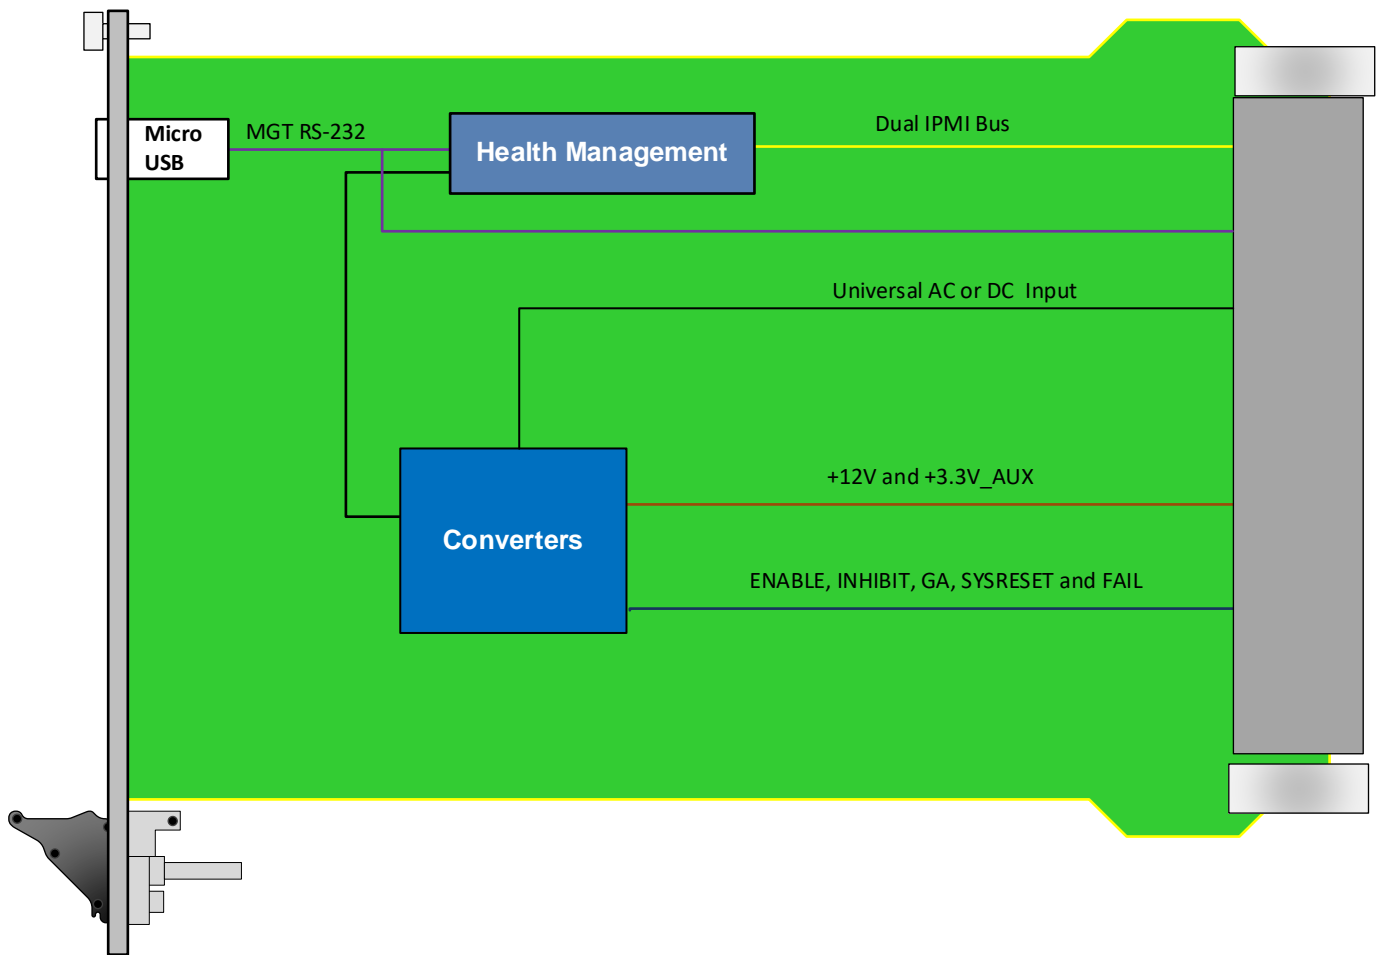 Micro
USB
MGT RS-232
Health Management
Dual IPMI Bus
Universal AC or DC  Input
+12V and +3.3V_AUX
Converters
ENABLE, INHIBIT, GA, SYSRESET and FAIL